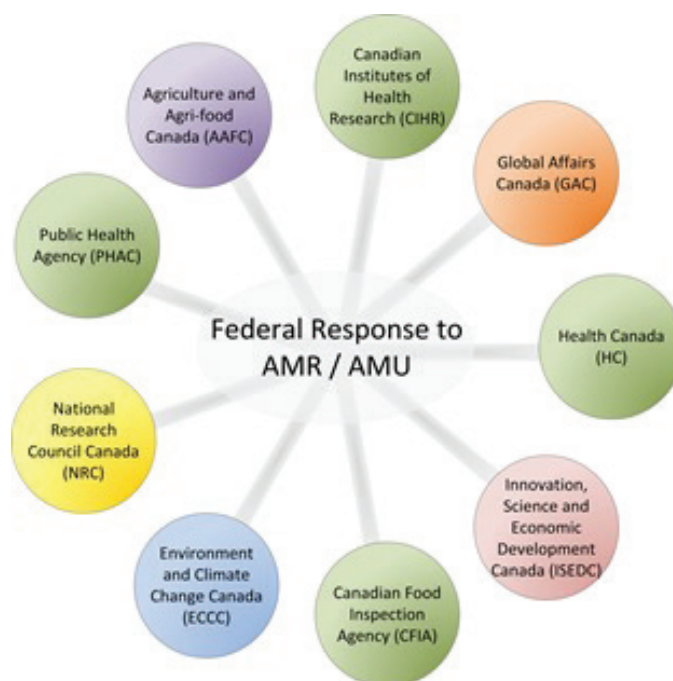 Canadian
Institutes of
Health
Research (CIHR)
Agriculture and
Agri-food
Canada (AAFC)
Global Affairs
Canada (GAC)
Public Health
Agency (PHAC)
Federal Response to
AMR / AMU
Health Canada
(HC)
National
Research
Council Canada
(NRC)
Innovation,
Science and
Economic
Development
Canada (ISEDC)
Environment
and Climate
Change Canada
(ECCC)
Canadian Food
Inspection
Agency (CFIA)